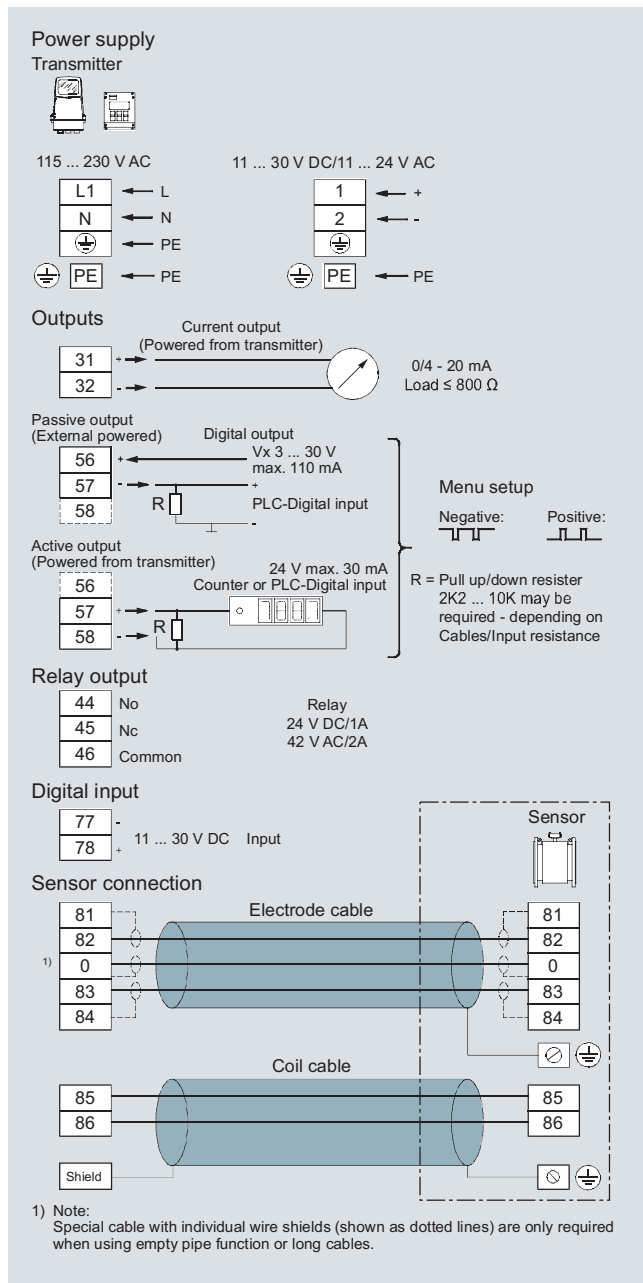 Power supply
Transmitter
115 ... 230 V AC
L1 L
N N
PE
PE PE
11 ... 30 V DC/11 ... 24 V AC
1 +
2 -
PE PE
Outputs
Current output
(Powered from transmitter)
31 +
32 -
0/4 - 20 mA
Load ≤ 800 Ω
Passive output
(External powered)
Digital output
56 + Vx 3 ... 30 V
max. 110 mA
57 - +
58 R PLC-Digital input
-
Active output
(Powered from transmitter)
24 V max. 30 mA
Counter or PLC-Digital input
56
57 +
58 - R
Menu setup
Negative: Positive:
R = Pull up/down resister
2K2 ... 10K may be
required - depending on
Cables/Input resistance
Relay output
44 No
45 Nc
46 Common
Relay
24 V DC/1A
42 V AC/2A
Digital input
77 -
78 + 11 ... 30 V DC Input
Sensor
Sensor connection
Electrode cable
81 81
82 82
1) 0 0
83 83
84 84
Coil cable
85 85
86 86
Shield
1) Note:
Special cable with individual wire shields (shown as dotted lines) are only required
when using empty pipe function or long cables.